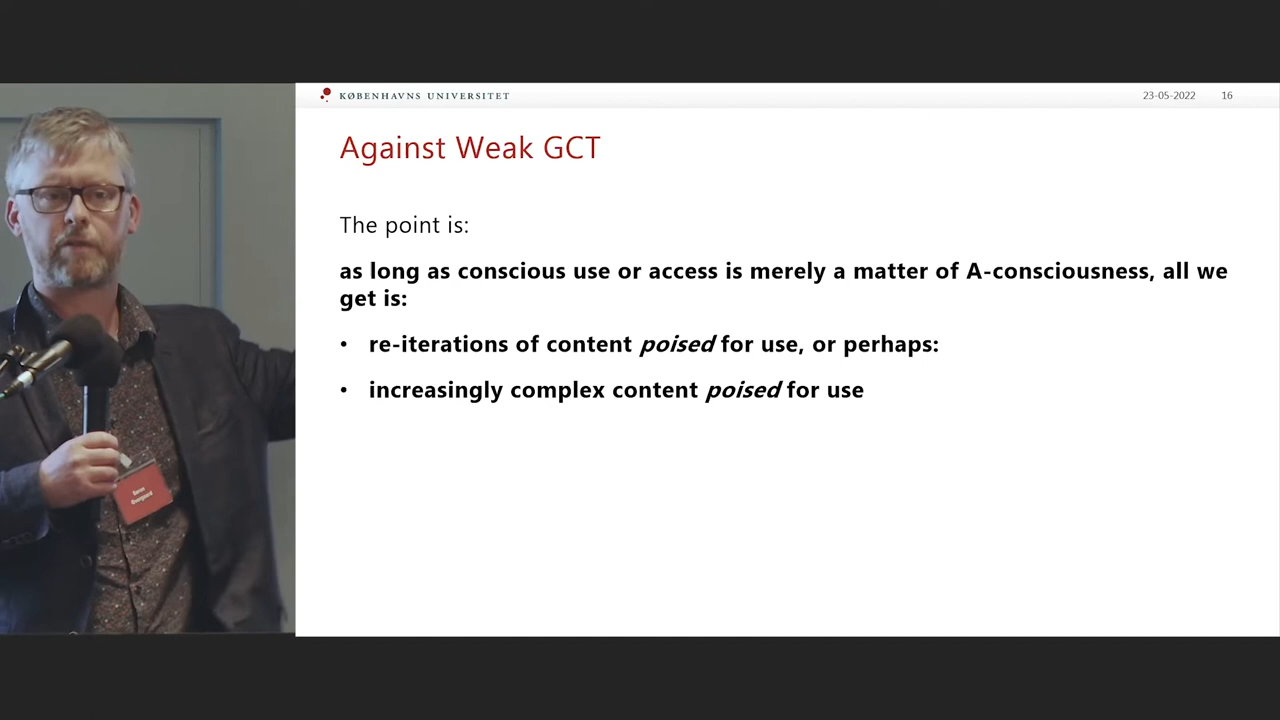 KØBENHAVNS UNIVERSITET
23-05-2022 16
Against Weak GCT
The point is:
as long as conscious use or access is merely a matter of A-consciousness, all we
get is:
• re-iterations of content poised for use, or perhaps:
• increasingly complex content poised for use
Søren
Overgaard